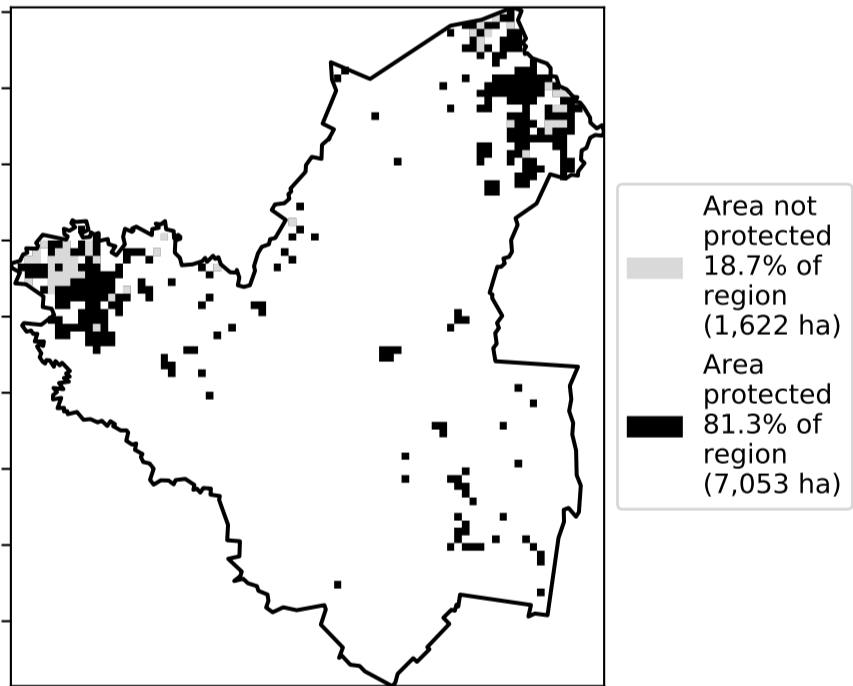 Area not
protected
18.7% of
region
(1,622 ha)
Area
protected
81.3% of
region
(7,053 ha)